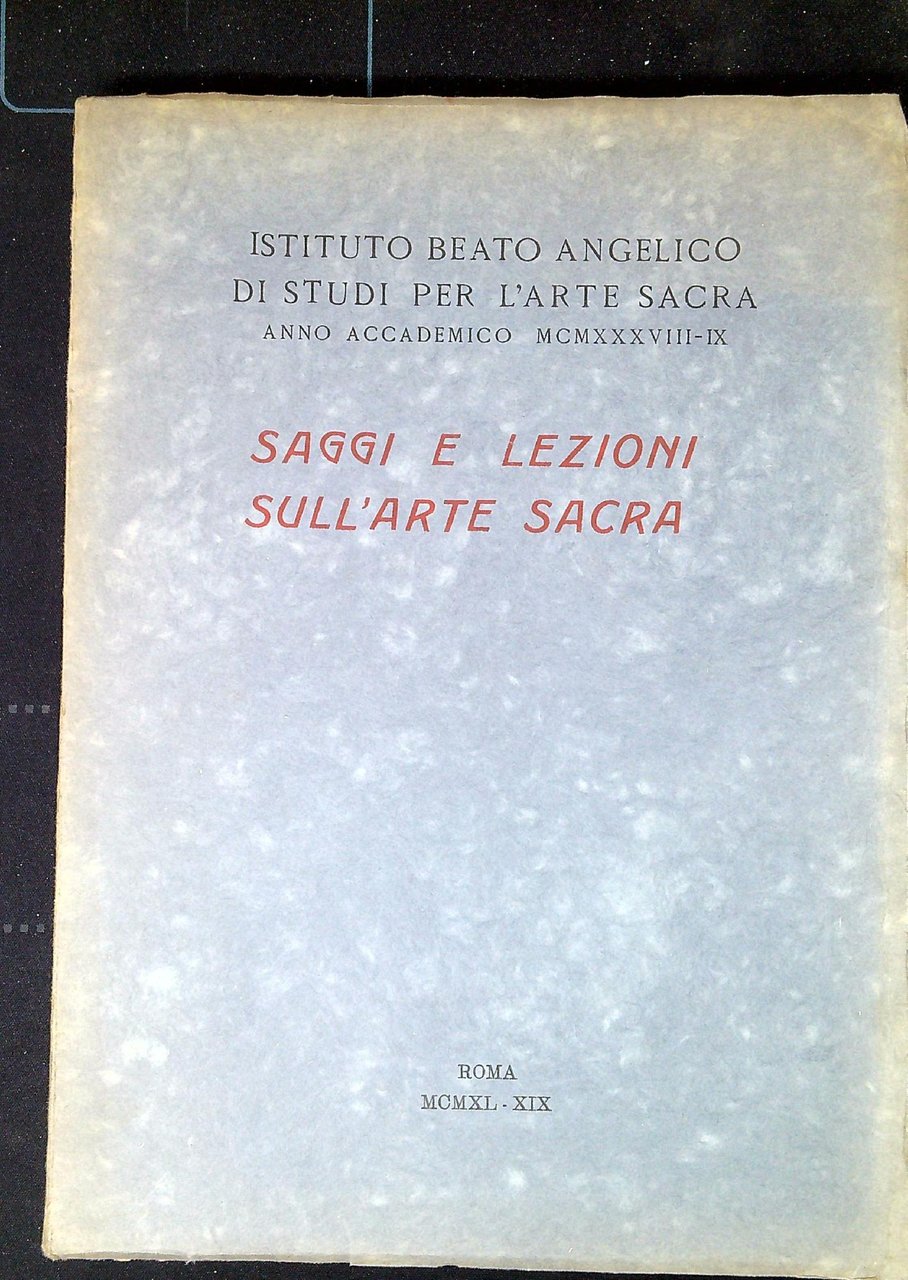 ISTITUTO BEATO ANGELICO
DI STUDI PER L'ARTE SACRA
ANNO ACCADEMICO MCMXXXVIII-IX
SAGGI E LEZIONI
SULL'ARTE SACRA
ROMA
MCMXL - XIX